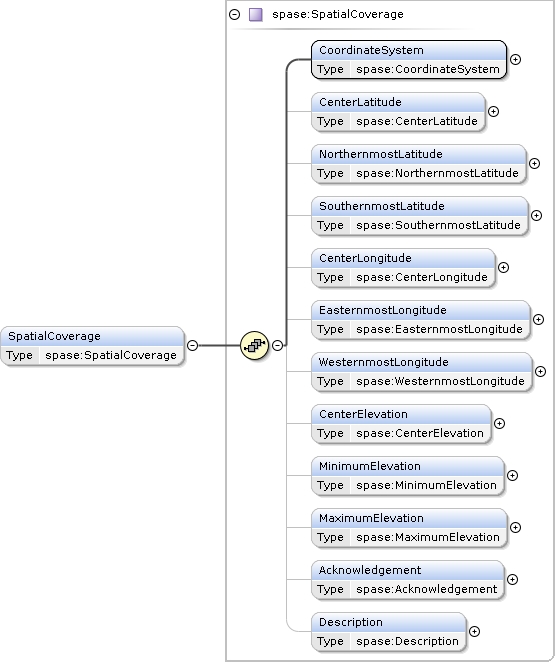 spase:SpatialCoverage
CoordinateSystem
Type spase:CoordinateSystem
CenterLatitude
Type spase:CenterLatitude
NorthernmostLatitude
Type spase:NorthernmostLatitude
SouthernmostLatitude
Type spase:SouthernmostLatitude
CenterLongitude
Type spase:CenterLongitude
EasternmostLongitude
Type spase:EasternmostLongitude
SpatialCoverage
Type spase:SpatialCoverage
WesternmostLongitude
Type spase:WesternmostLongitude
CenterElevation
Type spase:CenterElevation
MinimumElevation
Type spase:MinimumElevation
MaximumElevation
Type spase:MaximumElevation
Acknowledgement
Type spase:Acknowledgement
Description
Type spase:Description